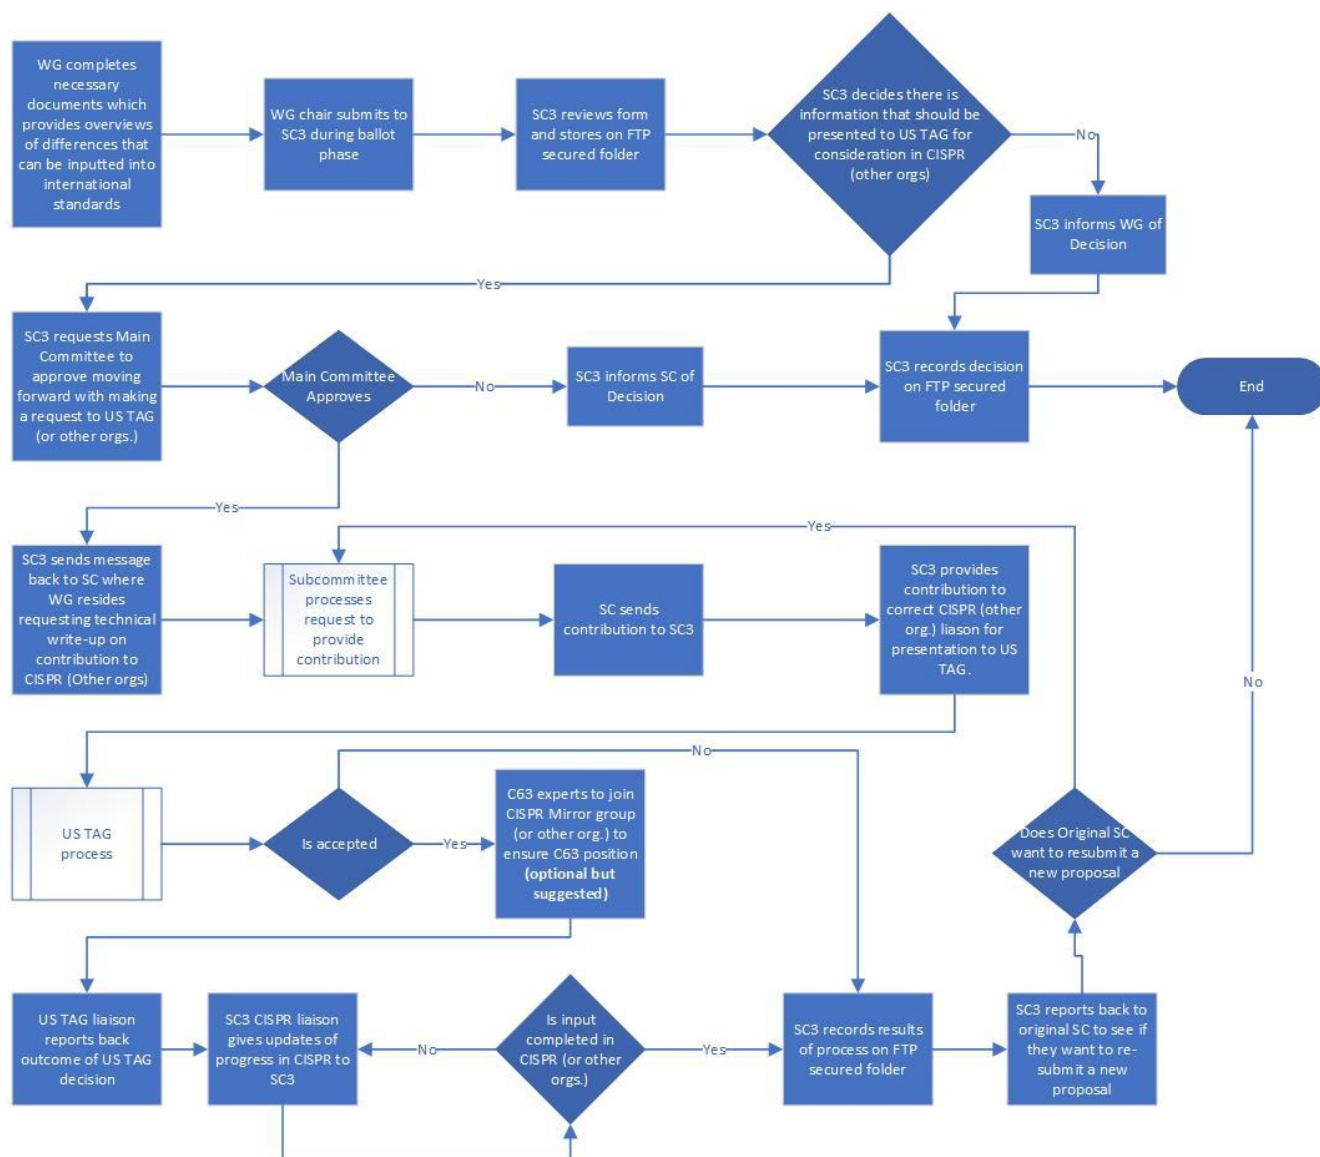 WG completes
necessary
documents which
provides overviews
of differences that
can be inputted into
international
standards
WG chair submits to
SC3 during ballot
phase
SC3 reviews form
and stores on FTP
secured folder
SC3 decides there is
information that should be
presented to US TAG for
consideration in CISPR
(other orgs)
No
SC3 informs WG of
Decision
Yes
SC3 requests Main
Committee to
approve moving
forward with making
a request to US TAG
(or other orgs.)
Main Committee
Approves
No
SC3 informs SC of
Decision
SC3 records decision
on FTP secured
folder
End
Yes
SC3 sends message
back to SC where
WG resides
requesting technical
write-up on
contribution to
CISPR (Other orgs)
Subcommittee
processes
request to
provide
contribution
SC sends
contribution to SC3
Yes
SC3 provides
contribution to
correct CISPR (other
org.) liason for
presentation to US
TAG.
No
US TAG
process
Is accepted
No
Yes
C63 experts to join
CISPR Mirror group
(or other org.) to
ensure C63 position
(optional but
suggested)
Does Original SC
want to resubmit a
new proposal
US TAG liaison
reports back
outcome of US TAG
decision
SC3 CISPR liaison
gives updates of
progress in CISPR to
SC3
No
Is input
completed in
CISPR (or other
orgs.)
Yes
SC3 records results
of process on FTP
secured folder
SC3 reports back to
original SC to see if
they want to re-
submit a new
proposal